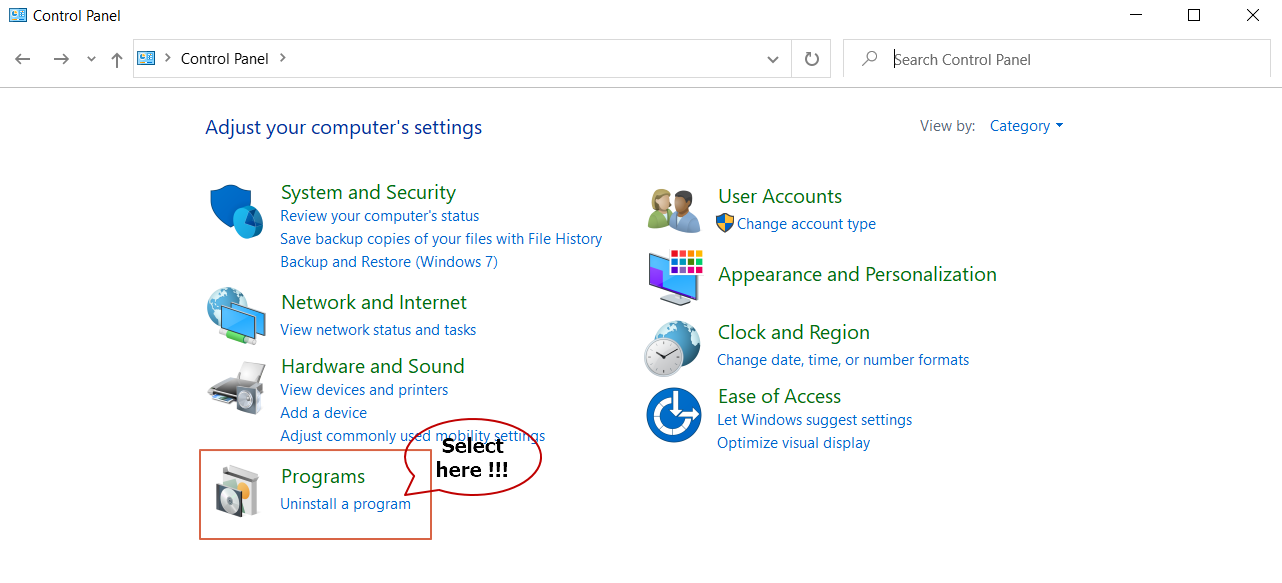 Control Panel
Control Panel
Search Control Panel
Adjust your computer's settings
View by: Category
System and Security
Review your computer's status
Save backup copies of your files with File History
Backup and Restore (Windows 7)
Network and Internet
View network status and tasks
Hardware and Sound
View devices and printers
Add a device
Adjust commonly used mobility settings
Programs
Uninstall a program
Select
here !!!
User Accounts
Change account type
Appearance and Personalization
Clock and Region
Change date, time, or number formats
Ease of Access
Let Windows suggest settings
Optimize visual display